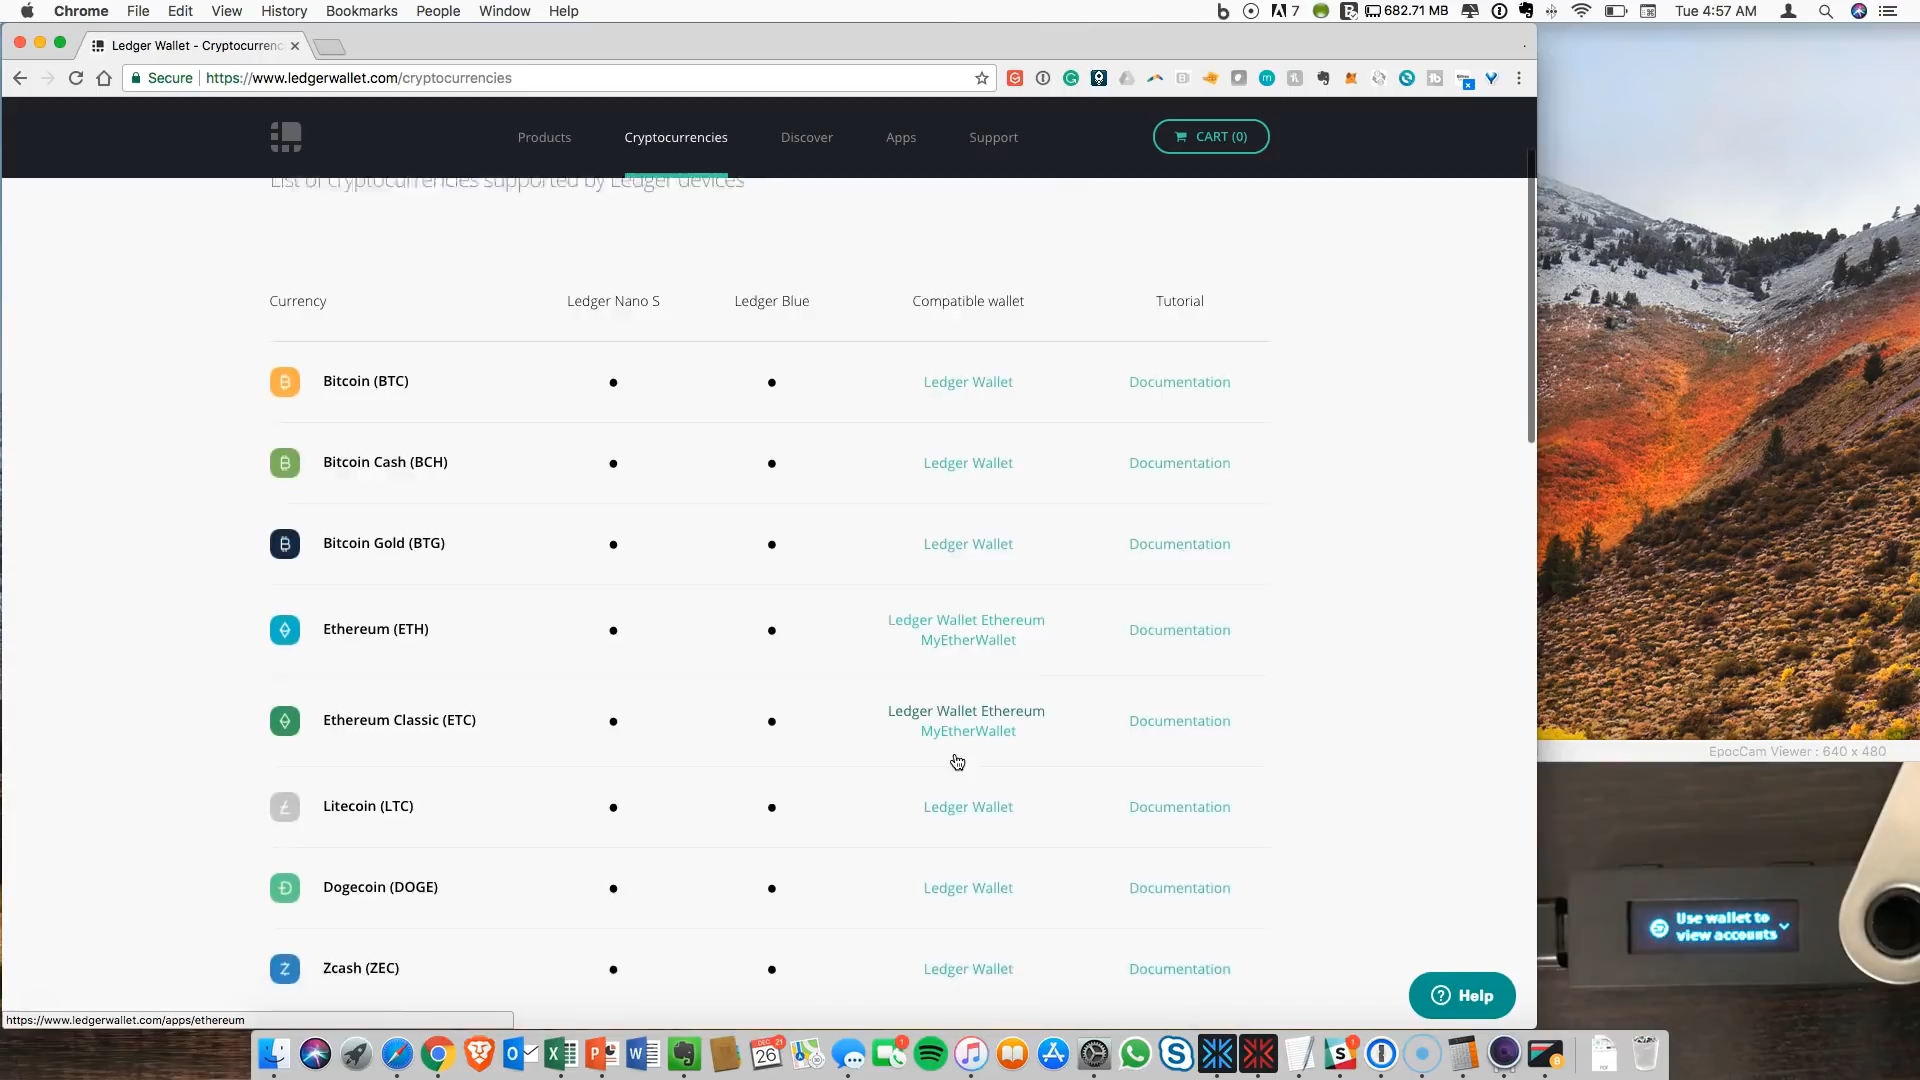 Chrome File Edit View History Bookmarks People Window Help
7 682.71 MB Tue 4:57 AM
Ledger Wallet - Cryptocurrenc
Secure https://www.ledgerwallet.com/cryptocurrencies
Products Cryptocurrencies Discover Apps Support CART (0)
List of cryptocurrencies supported by Ledger devices
Currency Ledger Nano S Ledger Blue Compatible wallet Tutorial
Bitcoin (BTC) Ledger Wallet Documentation
Bitcoin Cash (BCH) Ledger Wallet Documentation
Bitcoin Gold (BTG) Ledger Wallet Documentation
Ethereum (ETH) Ledger Wallet Ethereum Documentation
MyEtherWallet
Ethereum Classic (ETC) Ledger Wallet Ethereum Documentation
MyEtherWallet
Litecoin (LTC) Ledger Wallet Documentation
Dogecoin (DOGE) Ledger Wallet Documentation
Zcash (ZEC) Ledger Wallet Documentation
Help
https://www.ledgerwallet.com/apps/ethereum
EpocCam Viewer : 640 x 480
Use wallet to
view accounts
DEC 26